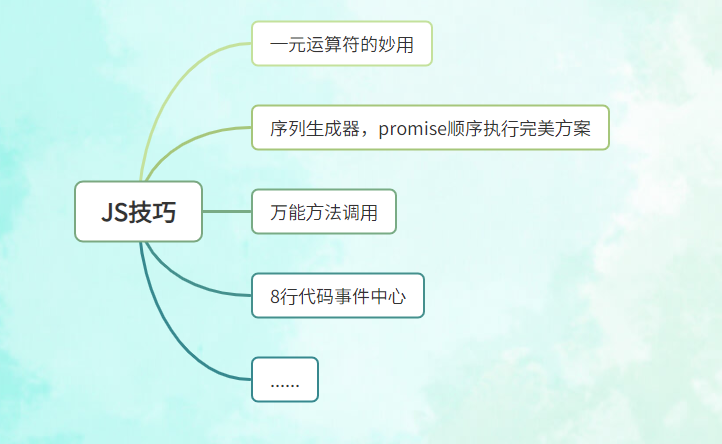 一元运算符的妙用
序列生成器，promise顺序执行完美方案
JS技巧
万能方法调用
8行代码事件中心
......